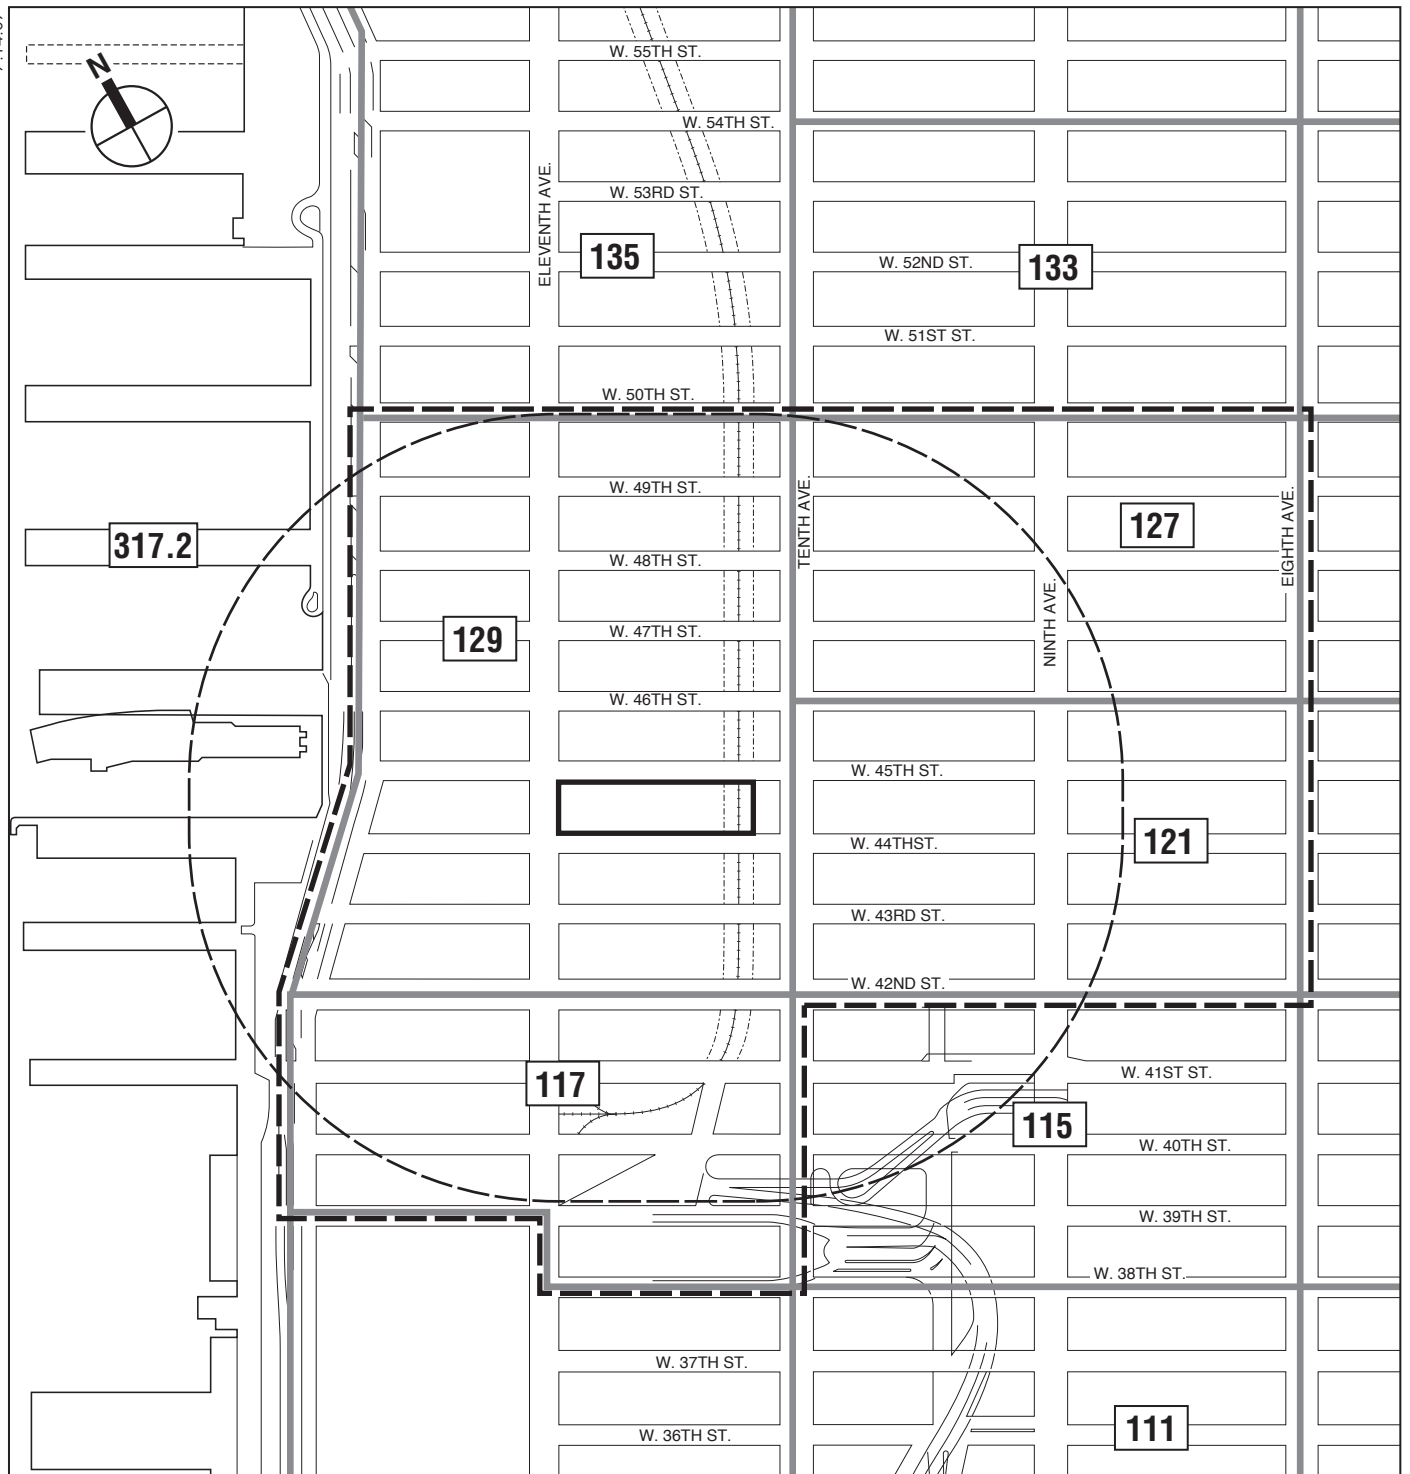 N
W. 55TH ST.
W. 54TH ST.
W. 53RD ST.
ELEVENTH AVE.
135
W. 52ND ST.
133
W. 51ST ST.
W. 50TH ST.
W. 49TH ST.
TENTH AVE.
127
EIGHTH AVE.
317.2
W. 48TH ST.
NINTH AVE.
129
W. 47TH ST.
W. 46TH ST.
W. 45TH ST.
W. 44THST.
121
W. 43RD ST.
W. 42ND ST.
117
W. 41ST ST.
115
W. 40TH ST.
W. 39TH ST.
W. 38TH ST.
W. 37TH ST.
111
W. 36TH ST.